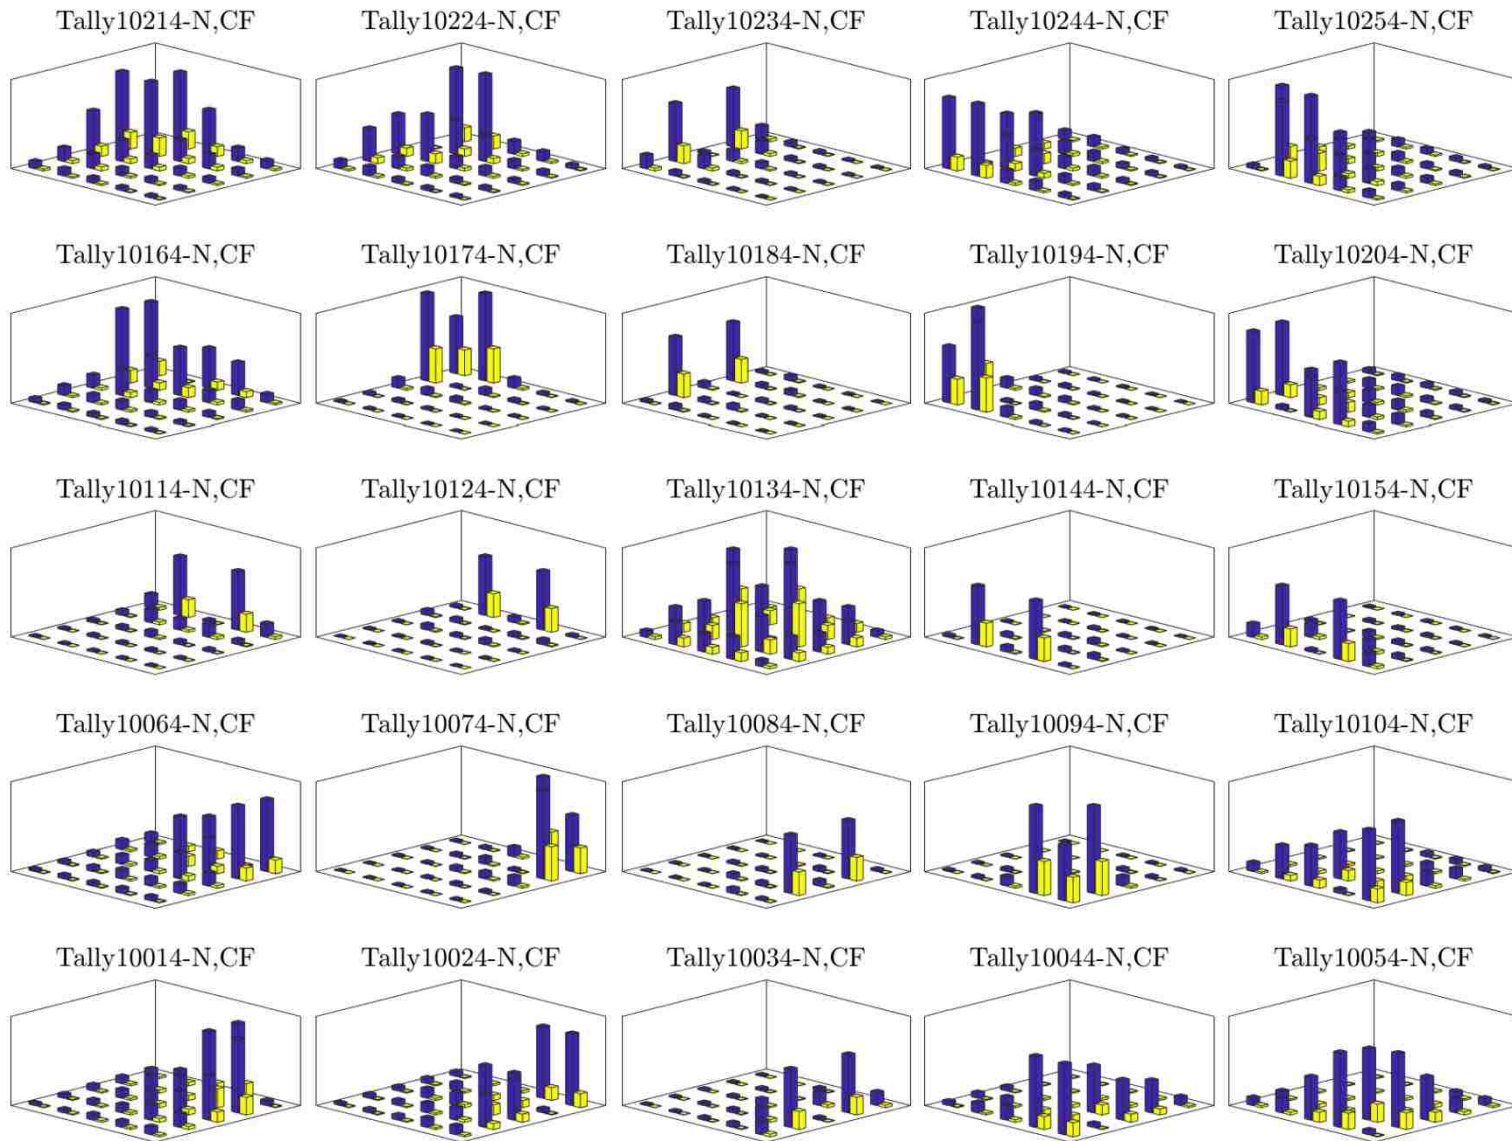 Tally10214-N,CF Tally10224-N,CF Tally10234-N,CF Tally10244-N,CF Tally10254-N,CF
Tally10164-N,CF Tally10174-N,CF Tally10184-N,CF Tally10194-N,CF Tally10204-N,CF
Tally10114-N,CF Tally10124-N,CF Tally10134-N,CF Tally10144-N,CF Tally10154-N,CF
Tally10064-N,CF Tally10074-N,CF Tally10084-N,CF Tally10094-N,CF Tally10104-N,CF
Tally10014-N,CF Tally10024-N,CF Tally10034-N,CF Tally10044-N,CF Tally10054-N,CF